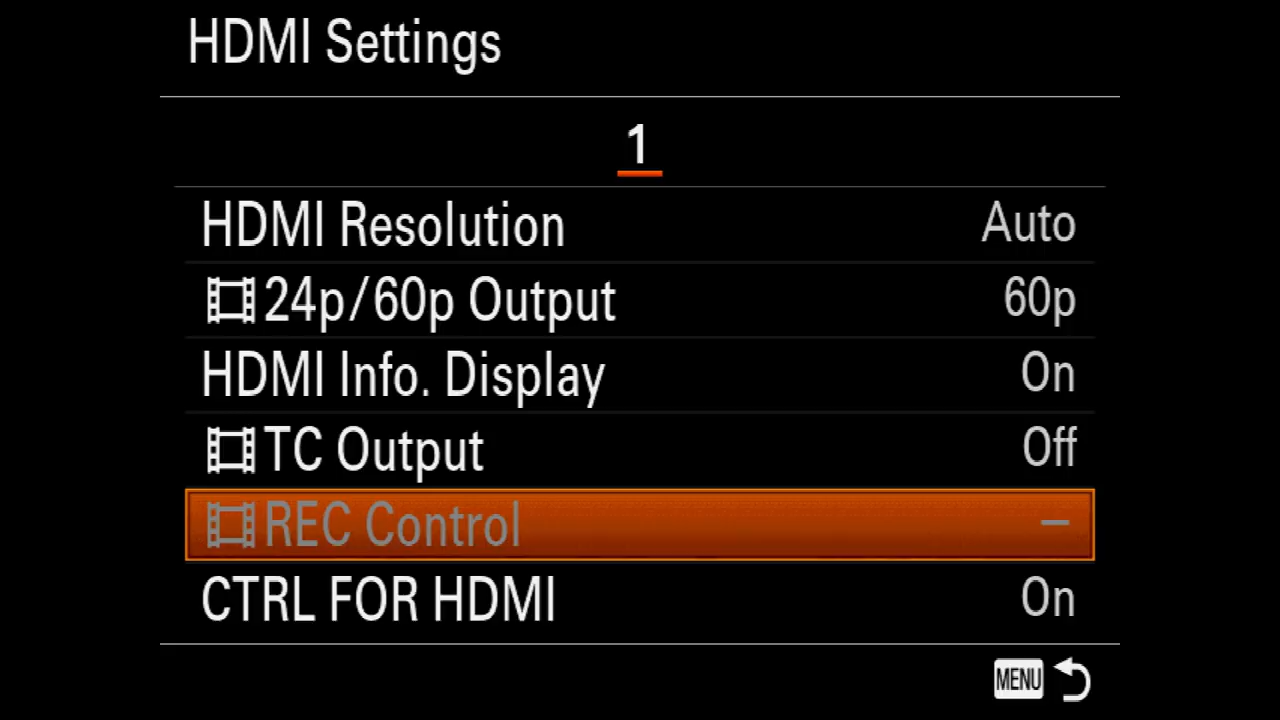 HDMI Settings
1
HDMI Resolution Auto
24p/60p Output 60p
HDMI Info. Display On
TC Output Off
REC Control –
CTRL FOR HDMI On
MENU